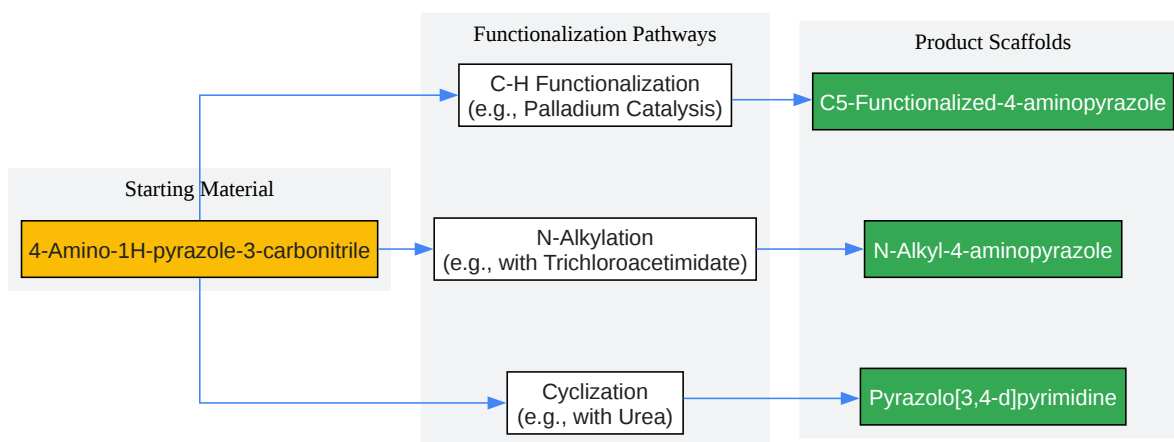 Functionalization Pathways
Product Scaffolds
C-H Functionalization
(e.g., Palladium Catalysis)
C5-Functionalized-4-aminopyrazole
Starting Material
4-Amino-1H-pyrazole-3-carbonitrile
N-Alkylation
(e.g., with Trichloroacetimidate)
N-Alkyl-4-aminopyrazole
Cyclization
(e.g., with Urea)
Pyrazolo[3,4-d]pyrimidine